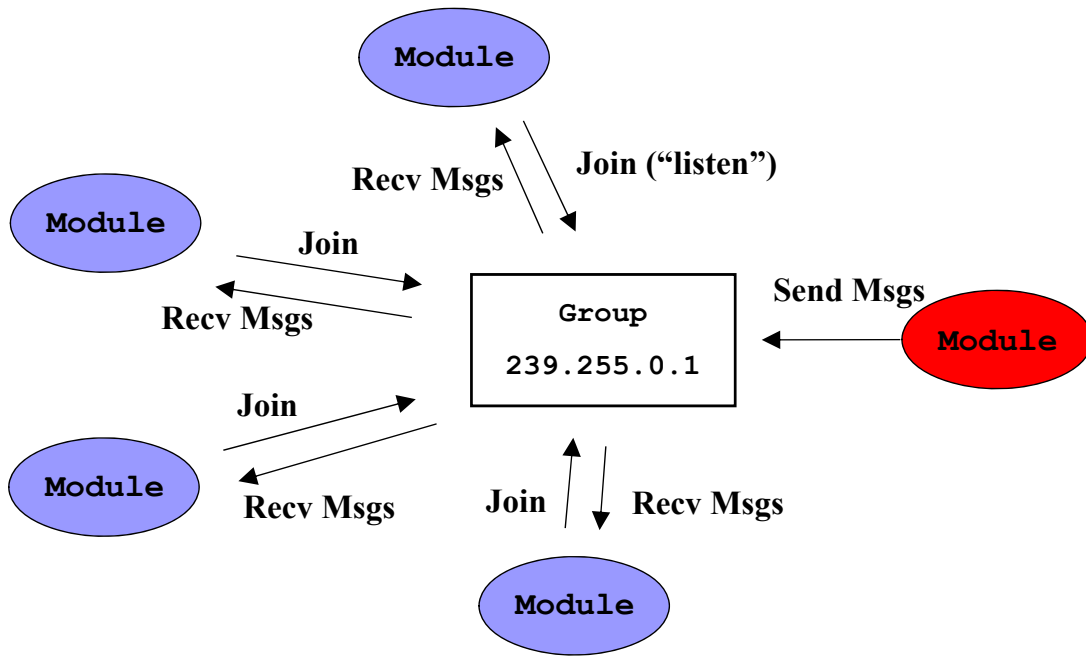 Module
Join (“listen”)
Recv Msgs
Module
Join
Recv Msgs
Group
239.255.0.1
Send Msgs
Module
Join
Module
Recv Msgs
Join
Recv Msgs
Module